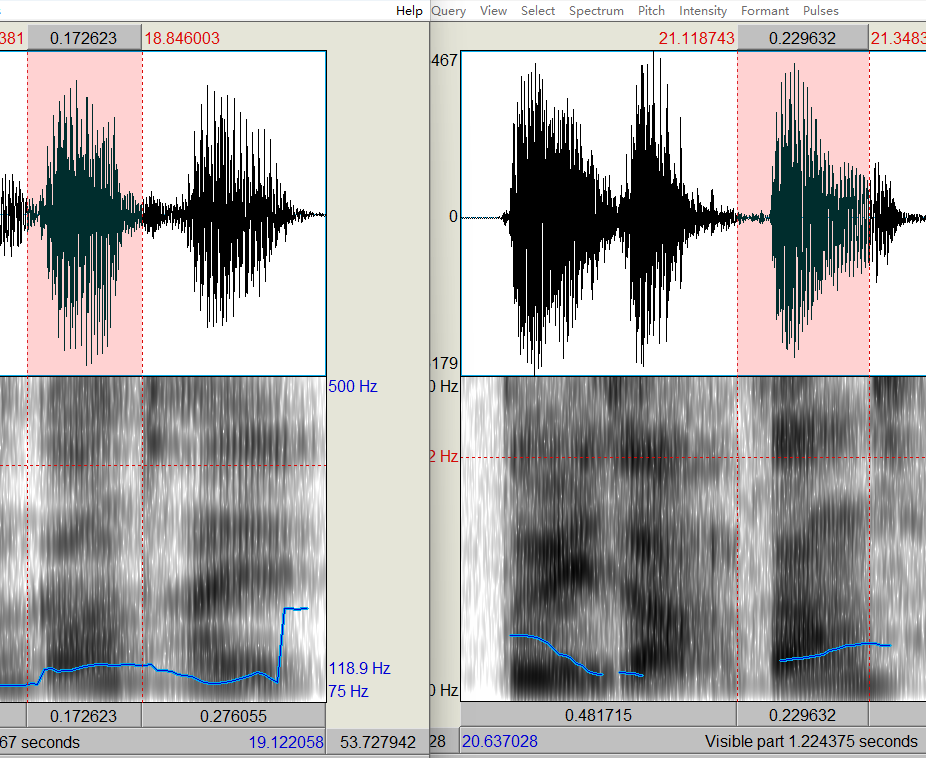 Help Query View Select Spectrum Pitch Intensity Formant Pulses
381 0.172623 18.846003 21.118743 0.229632 21.3483
467
0
179
500 Hz 0 Hz
2 Hz
118.9 Hz
75 Hz 0 Hz
0.172623 0.276055 0.481715 0.229632
67 seconds 19.122058 53.727942 28 20.637028 Visible part 1.224375 seconds